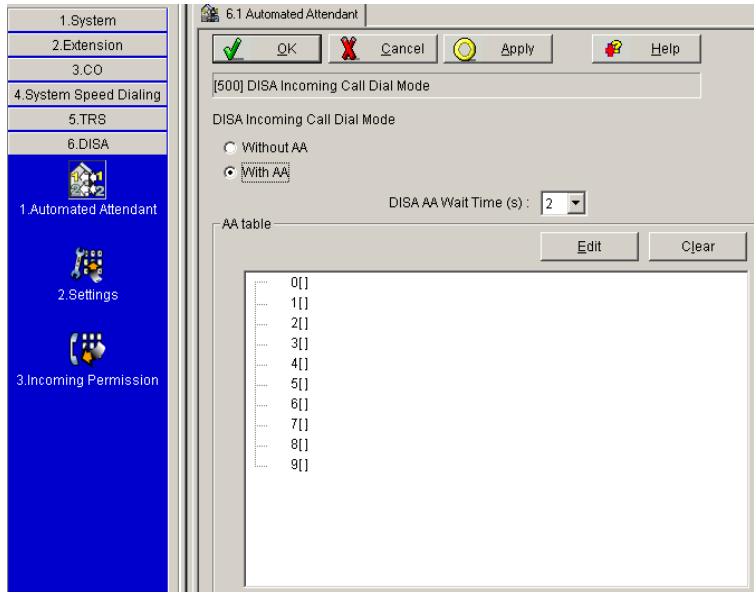 1.System
2.Extension
3.CO
4.System Speed Dialing
5.TRS
6.DISA
1.Automated Attendant
2.Settings
3.Incoming Permission
6.1 Automated Attendant
OK Cancel Apply Help
[500] DISA Incoming Call Dial Mode
DISA Incoming Call Dial Mode
Without AA
With AA
DISA AA Wait Time (s) : 2
AA table
Edit Clear
0[]
1[]
2[]
3[]
4[]
5[]
6[]
7[]
8[]
9[]